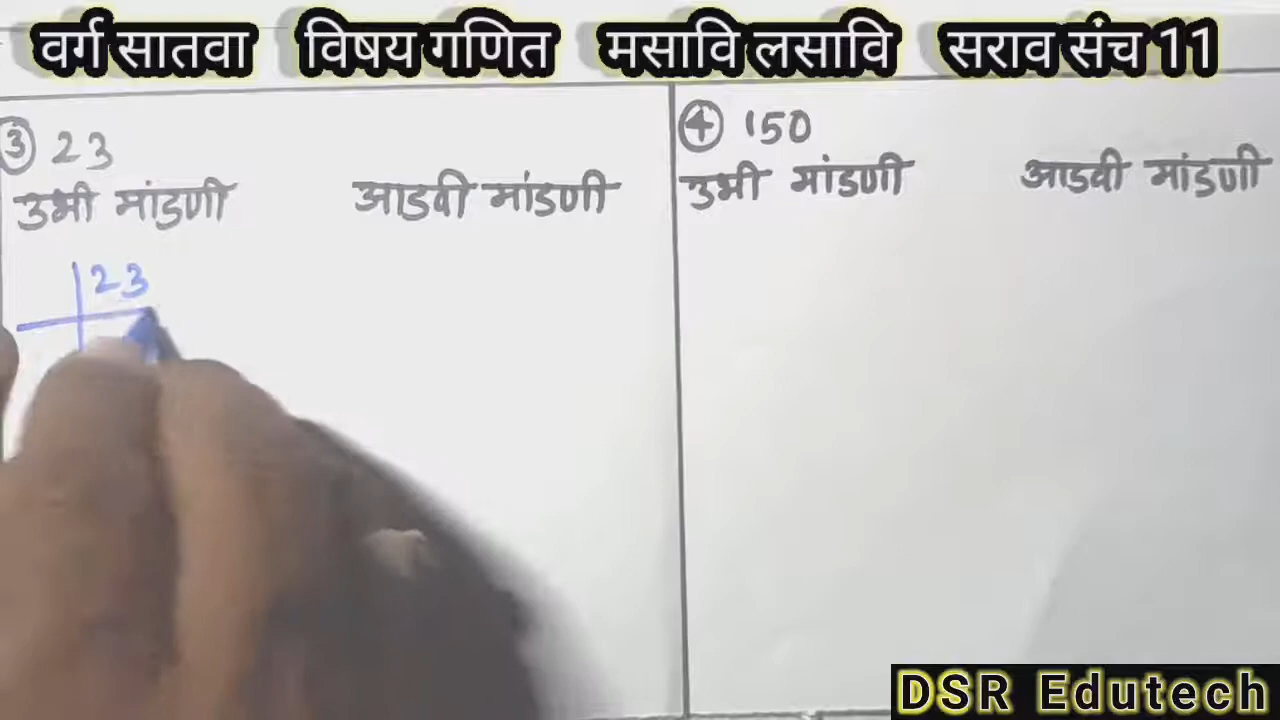 वर्ग सातवा विषय गणित मसावि लसावि सराव संच 11
③ 23
उभी मांडणी आडवी मांडणी
23
④ 150
उभी मांडणी आडवी मांडणी
DSR Edutech